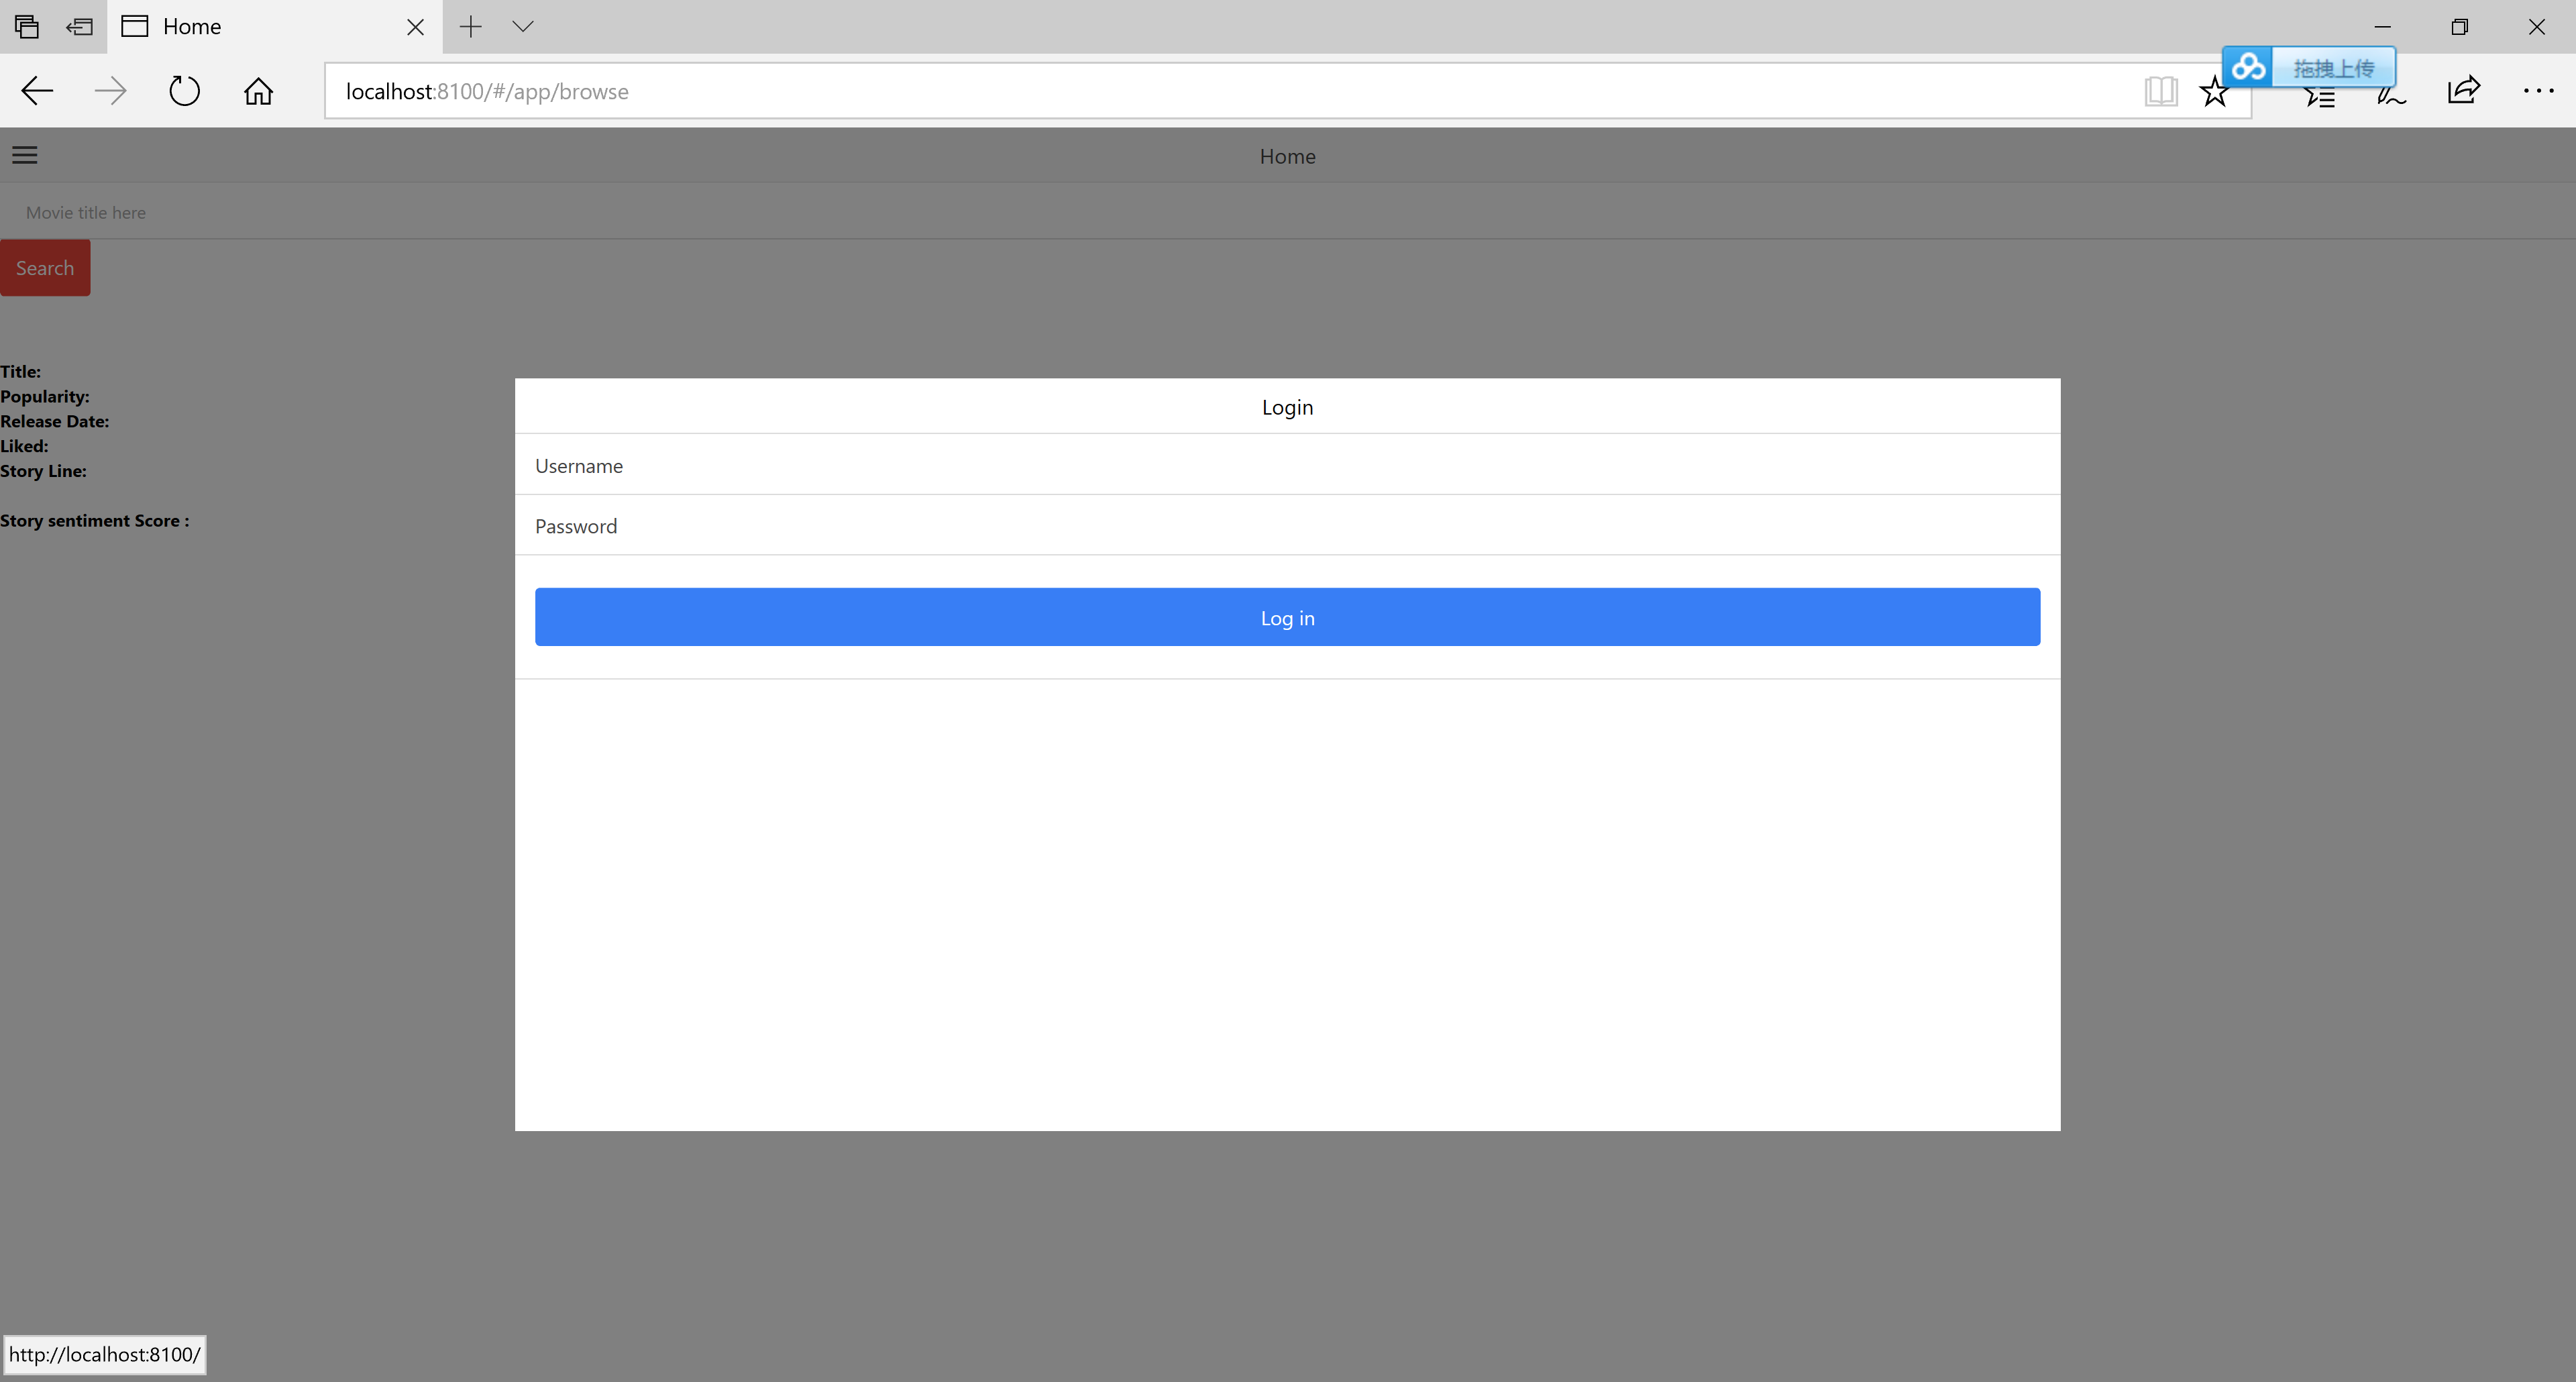 Home
localhost:8100/#/app/browse
拖拽上传
Home
Movie title here
Search
Title:
Popularity:
Release Date:
Liked:
Story Line:
Story sentiment Score :
Login
Username
Password
Log in
http://localhost:8100/